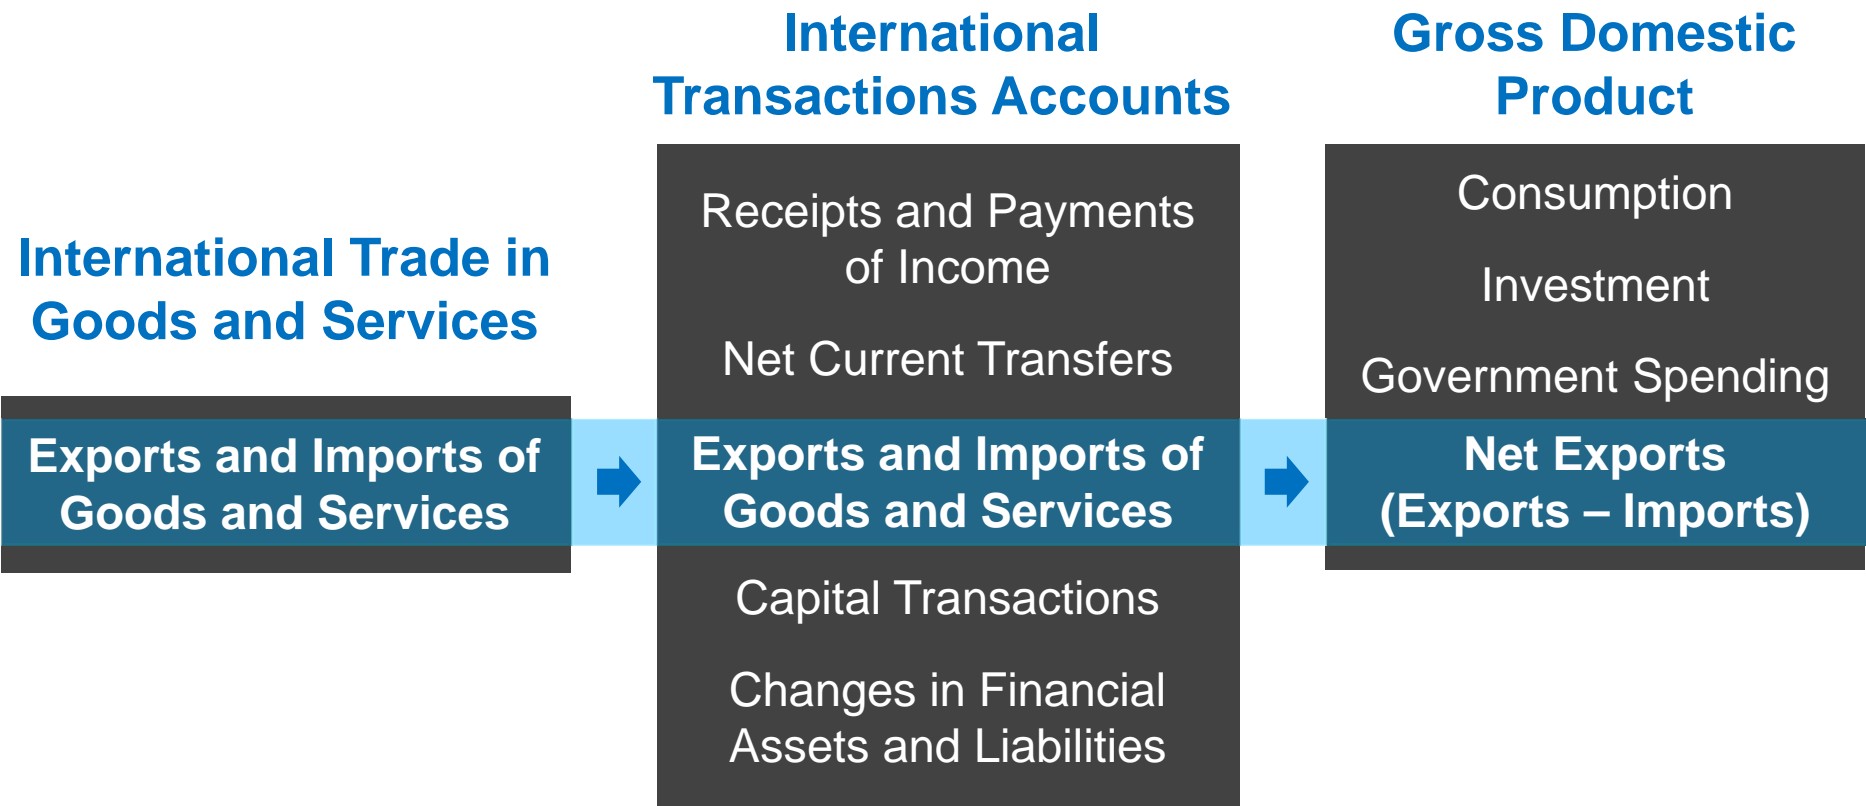 International Trade in
Goods and Services
Exports and Imports of
Goods and Services
International
Transactions Accounts
Receipts and Payments
of Income
Net Current Transfers
Exports and Imports of
Goods and Services
Capital Transactions
Changes in Financial
Assets and Liabilities
Gross Domestic
Product
Consumption
Investment
Government Spending
Net Exports
(Exports – Imports)